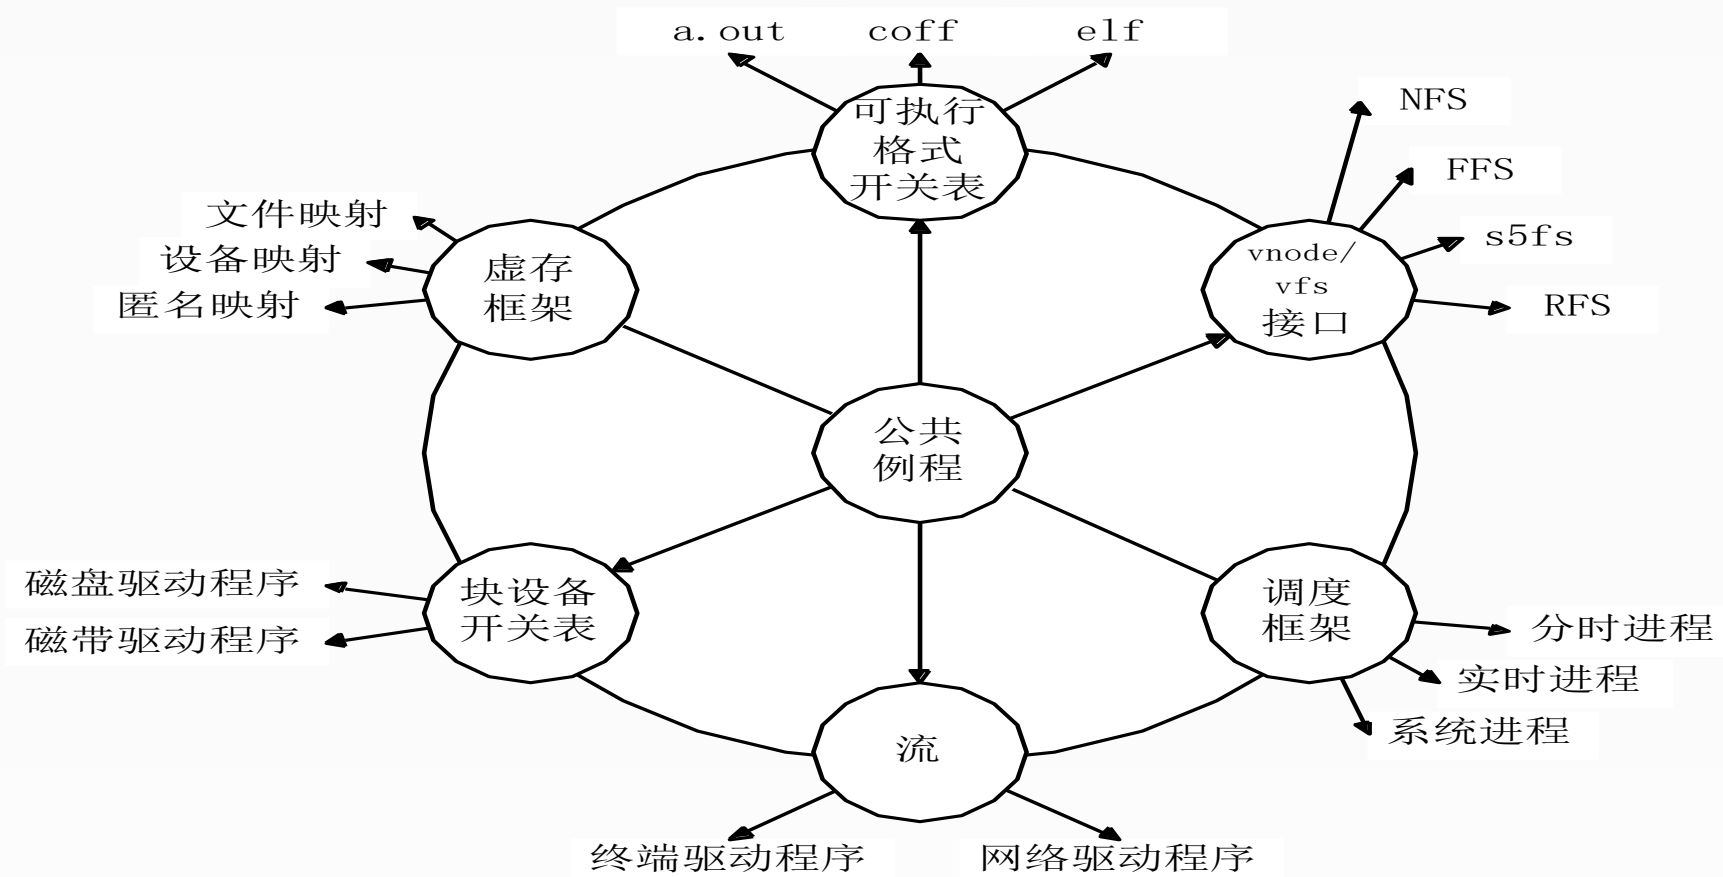 a.out
coff
elf
可执行
格式
开关表
NFS
FFS
s5fs
RFS
vnode/
vfs
接口
文件映射
设备映射
匿名映射
虚存
框架
公共
例程
磁盘驱动程序
磁带驱动程序
块设备
开关表
调度
框架
分时进程
实时进程
系统进程
流
终端驱动程序
网络驱动程序